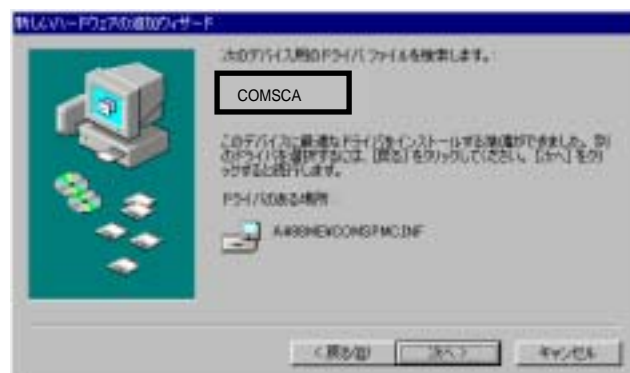 新しいハードウェアの追加ウィザード
次のデバイス用のドライバ ファイルを検索します。:
COMSCA
このデバイスに最適なドライバをインストールする準備ができました。別
のドライバを選択するには、[戻る] をクリックしてください。[次へ] をクリ
ックすると続行します。
ドライバのある場所:
< 戻る(B)
次へ >
キャンセル